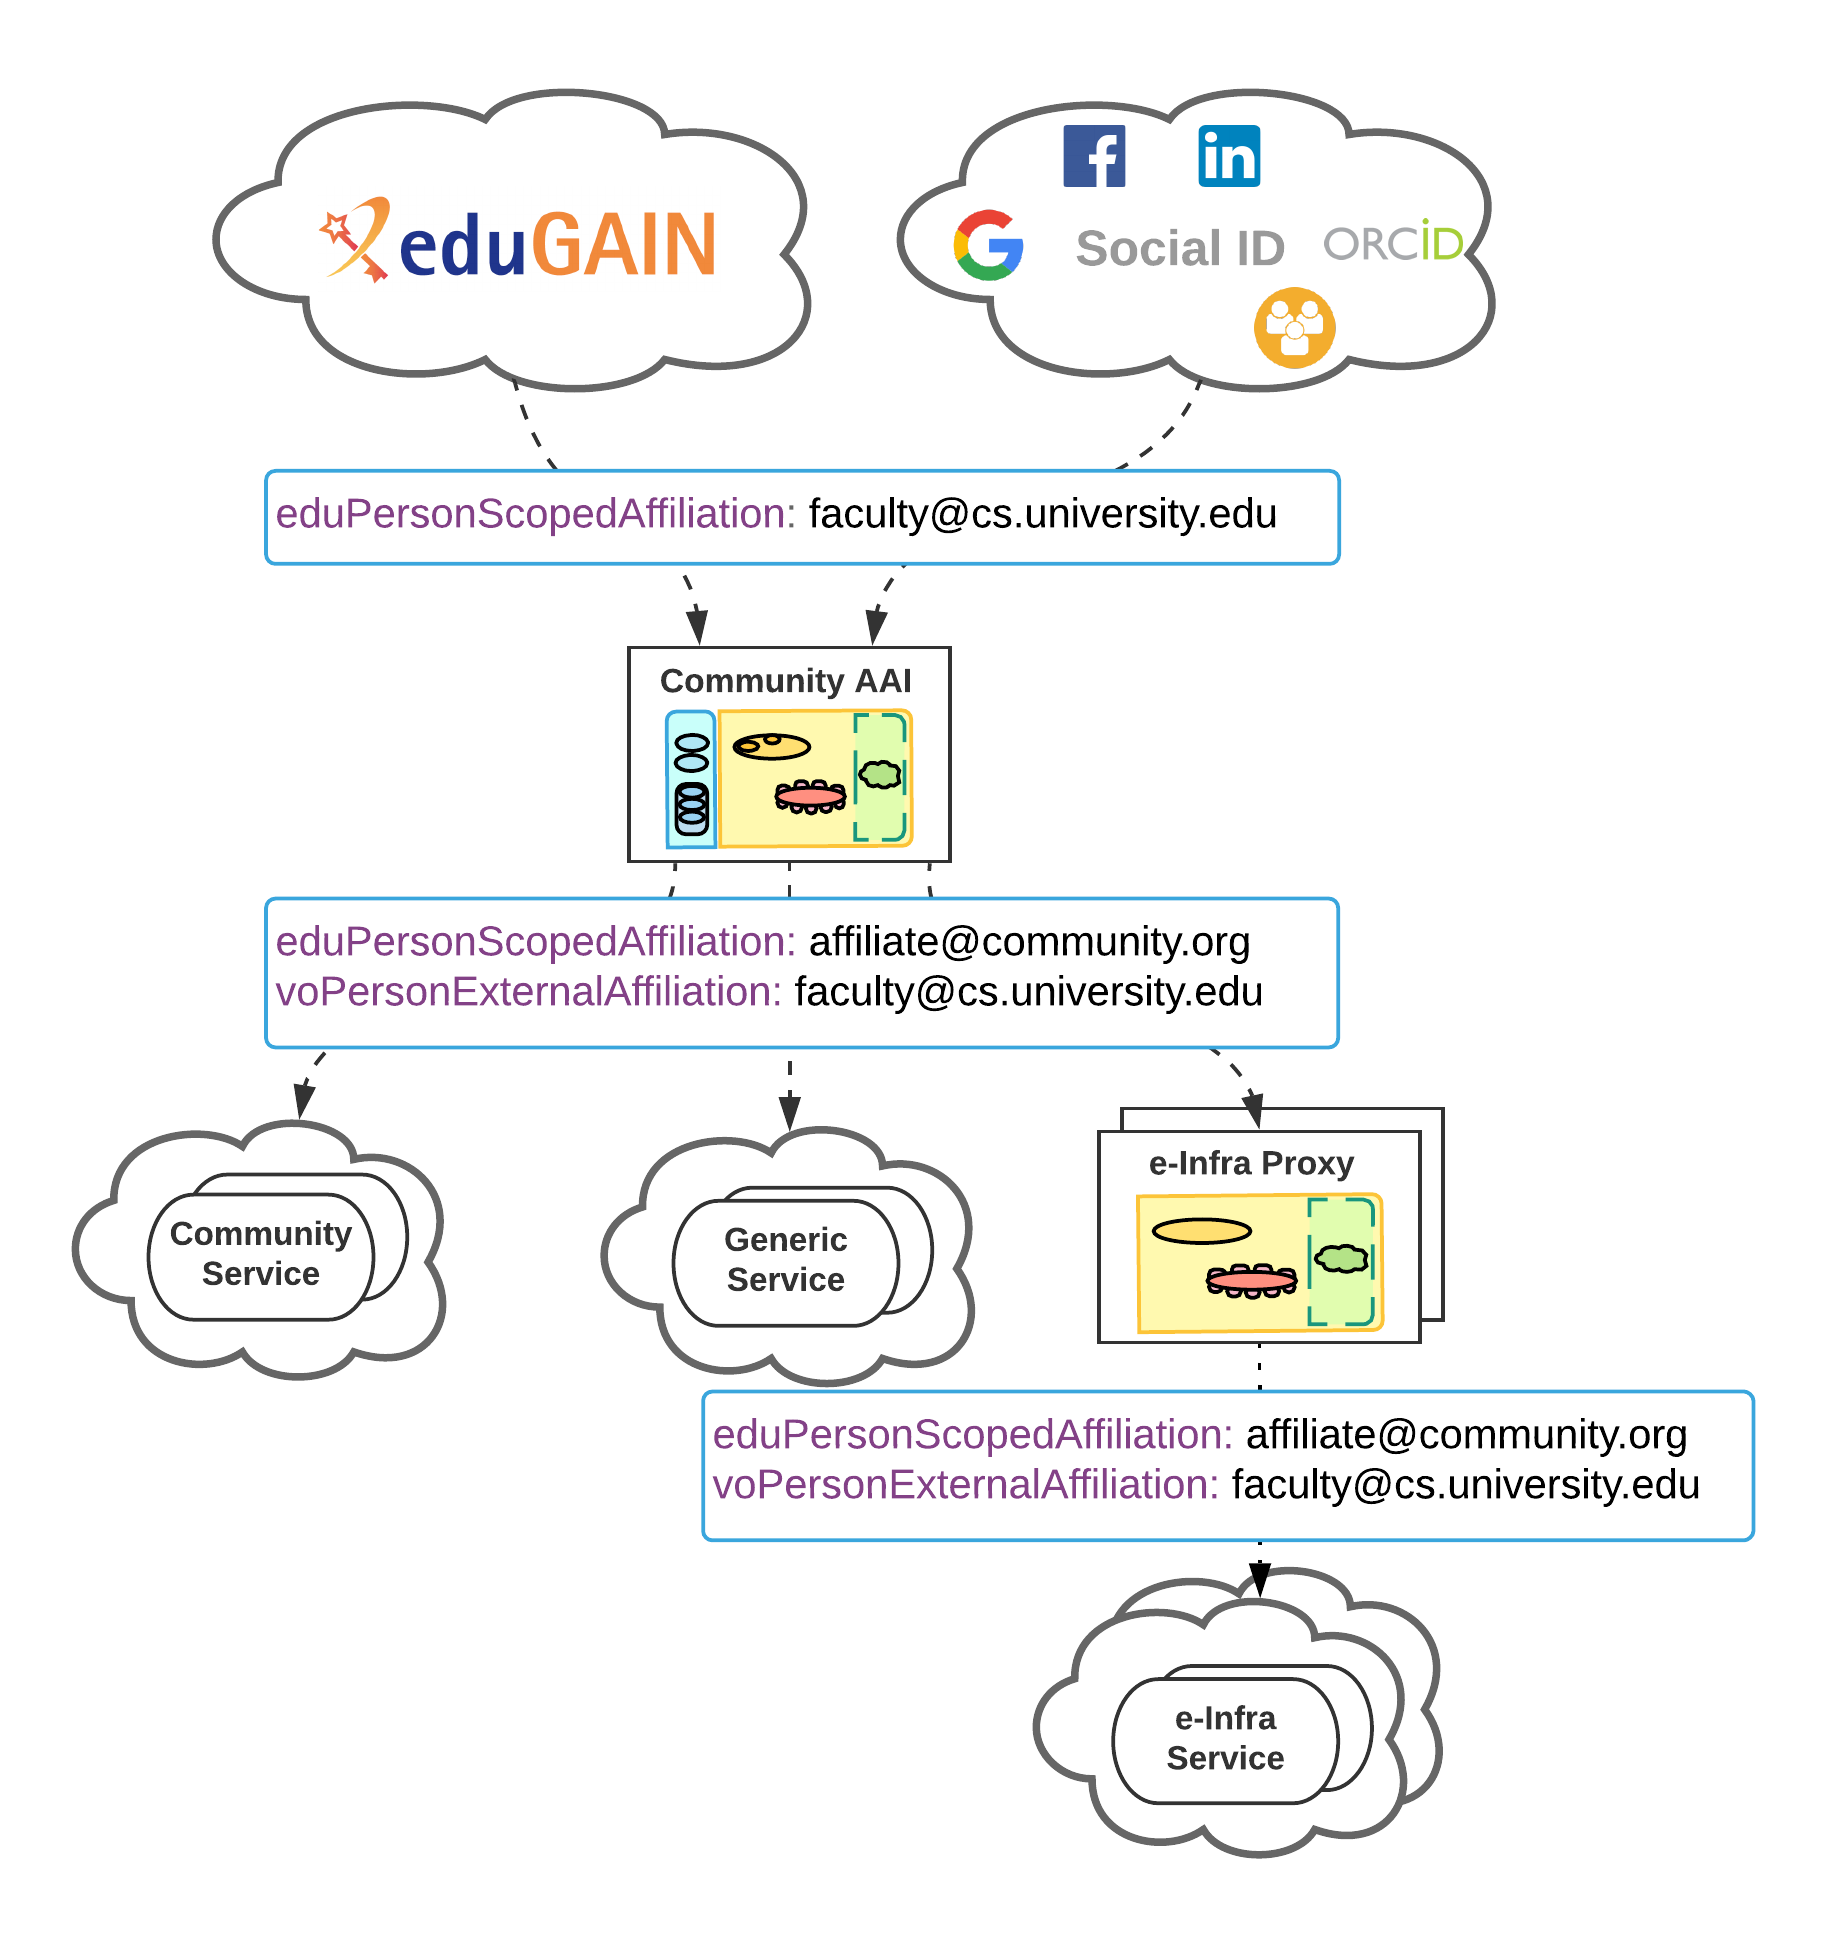 eduGAIN
Social ID
ORCiD
eduPersonScopedAffiliation: faculty@cs.university.edu
Community AAI
eduPersonScopedAffiliation: affiliate@community.org
voPersonExternalAffiliation: faculty@cs.university.edu
Community
Service
Generic
Service
e-Infra Proxy
eduPersonScopedAffiliation: affiliate@community.org
voPersonExternalAffiliation: faculty@cs.university.edu
e-Infra
Service